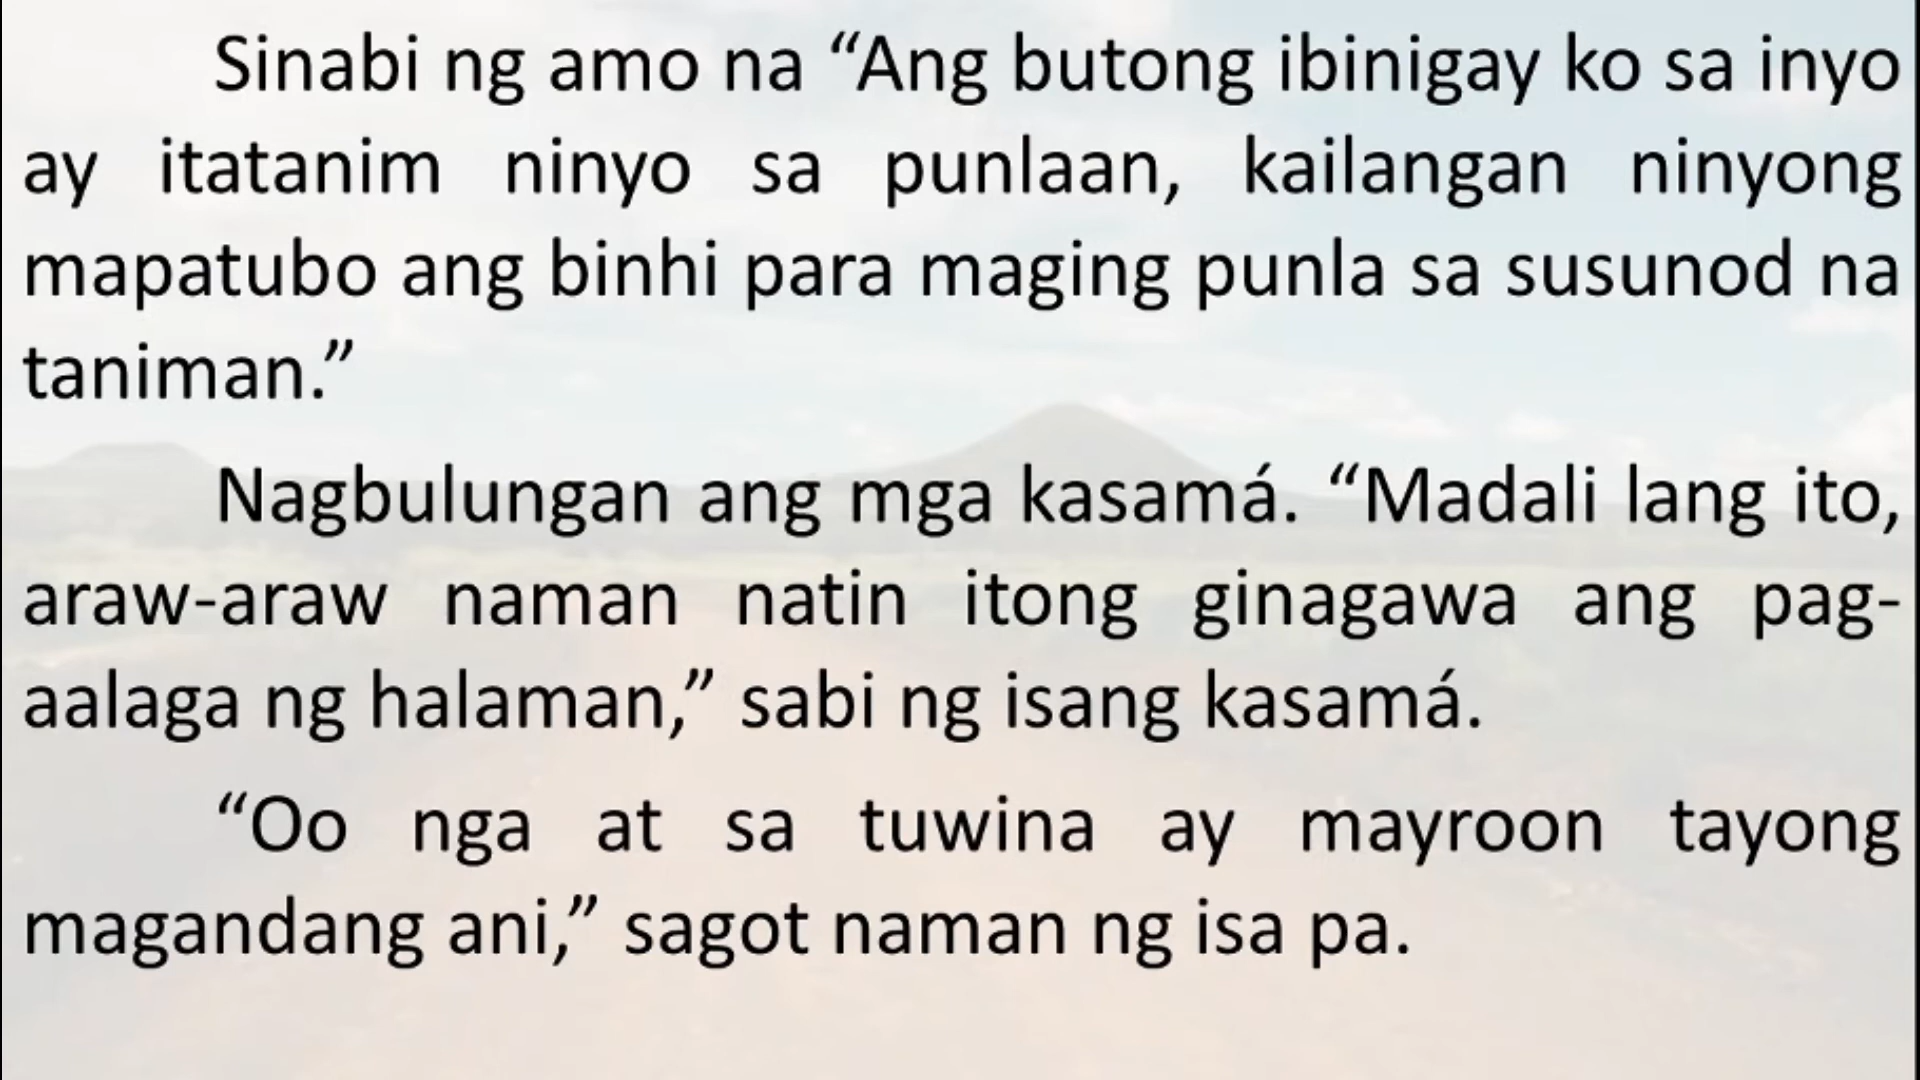 Sinabi ng amo na “Ang butong ibinigay ko sa inyo
ay itatanim ninyo sa punlaan, kailangan ninyong
mapatubo ang binhi para maging punla sa susunod na
taniman.”
Nagbulungan ang mga kasamá. “Madali lang ito,
araw-araw naman natin itong ginagawa ang pag-
aalaga ng halaman,” sabi ng isang kasamá.
“Oo nga at sa tuwina ay mayroon tayong
magandang ani,” sagot naman ng isa pa.